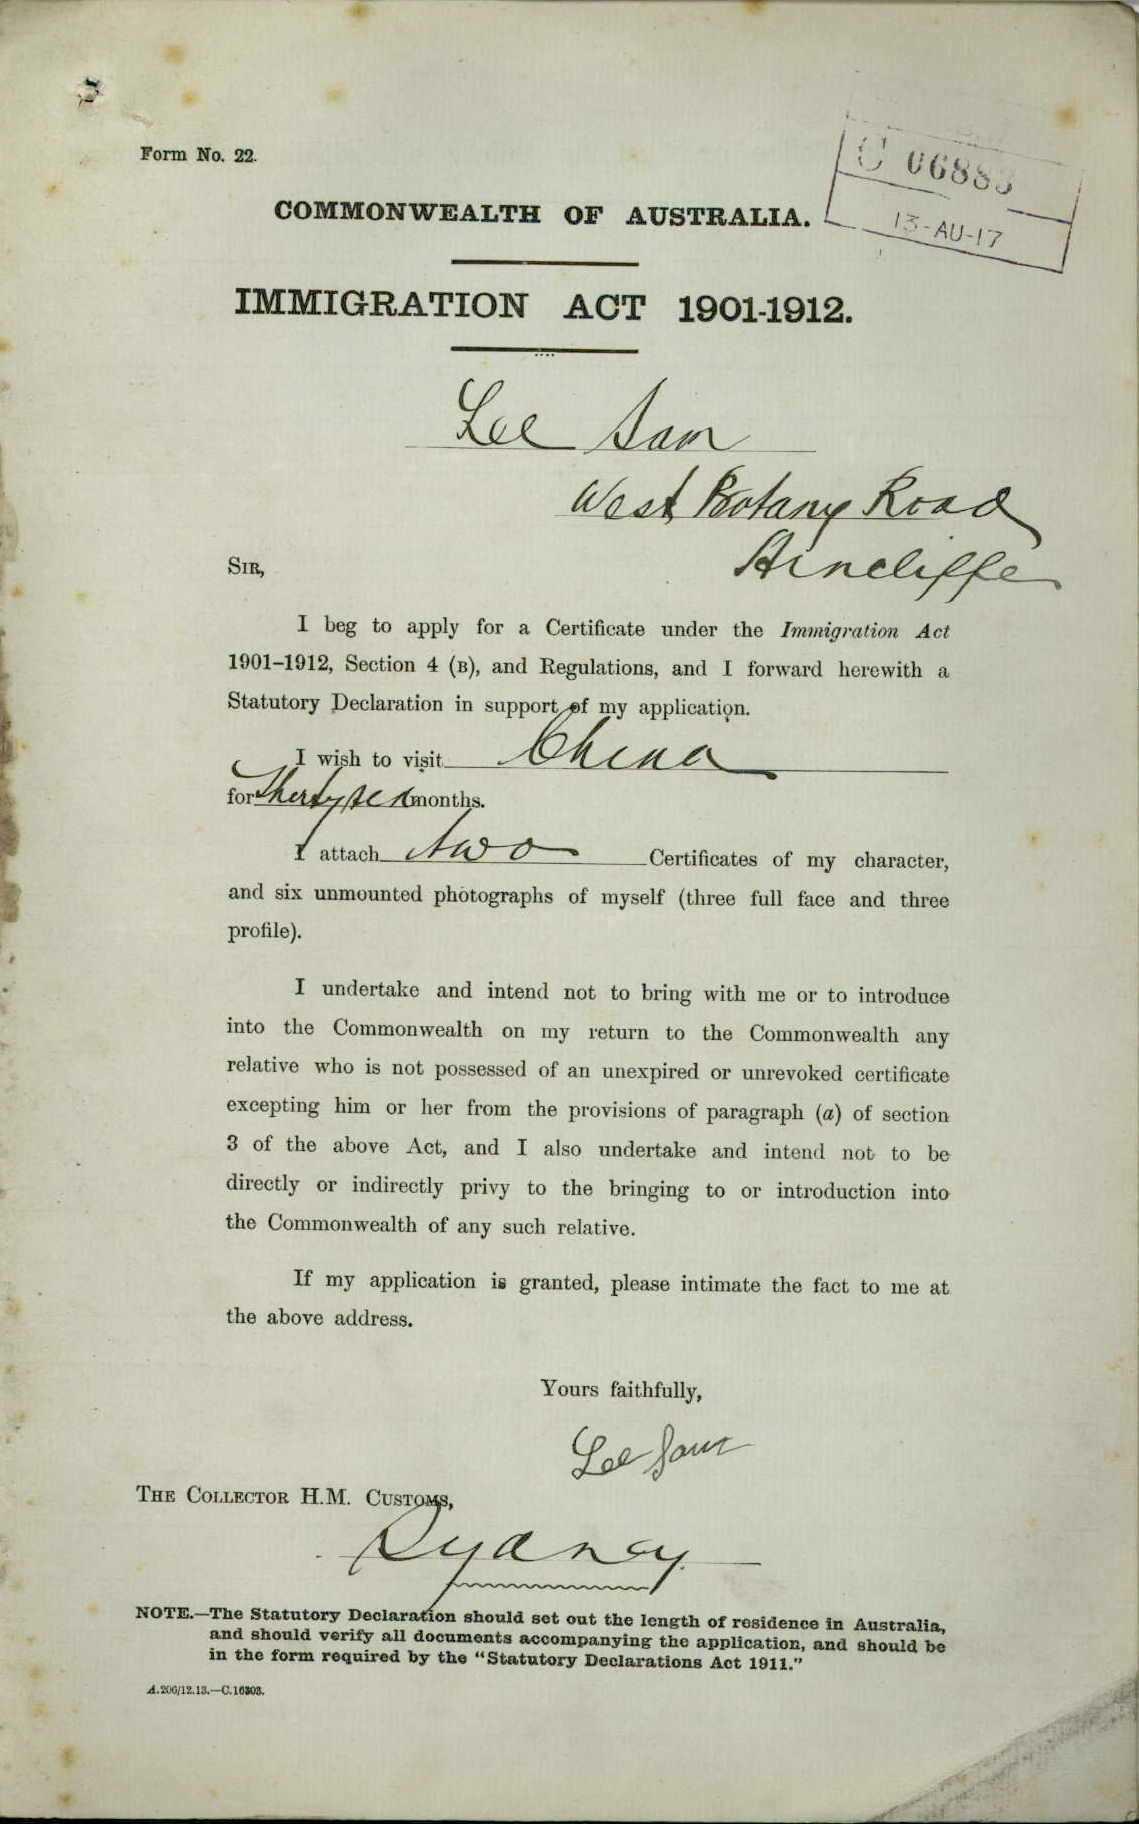 Form No. 22.
C 06883
13-AU-17
COMMONWEALTH OF AUSTRALIA.
IMMIGRATION ACT 1901-1912.
Lee Sam
West Botany Road
Arncliffe
SIR,
I beg to apply for a Certificate under the Immigration Act
1901–1912, Section 4 (B), and Regulations, and I forward herewith a
Statutory Declaration in support of my application.
I wish to visit China
for Thirty six months.
I attach two Certificates of my character,
and six unmounted photographs of myself (three full face and three
profile).
I undertake and intend not to bring with me or to introduce
into the Commonwealth on my return to the Commonwealth any
relative who is not possessed of an unexpired or unrevoked certificate
excepting him or her from the provisions of paragraph (a) of section
3 of the above Act, and I also undertake and intend not to be
directly or indirectly privy to the bringing to or introduction into
the Commonwealth of any such relative.
If my application is granted, please intimate the fact to me at
the above address.
Yours faithfully,
Lee Sam
THE COLLECTOR H.M. CUSTOMS,
Sydney
NOTE.—The Statutory Declaration should set out the length of residence in Australia,
and should verify all documents accompanying the application, and should be
in the form required by the "Statutory Declarations Act 1911."
A.200/12.13.—C.16303.